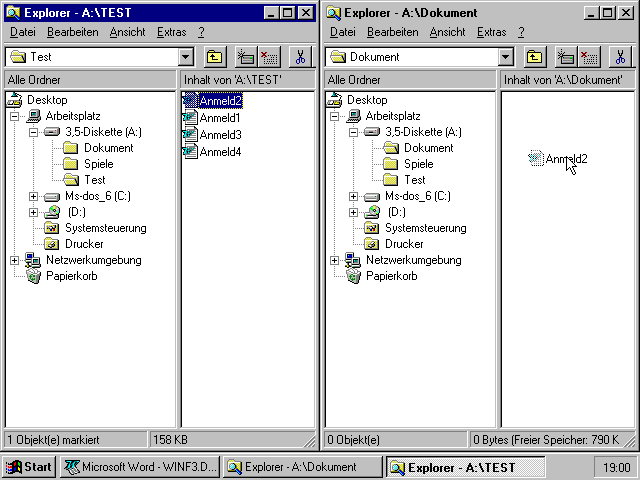 Explorer - A:\TEST
Datei Bearbeiten Ansicht Extras ?
Test
Alle Ordner
Inhalt von 'A:\TEST'
Desktop
Arbeitsplatz
3,5-Diskette (A:)
Dokument
Spiele
Test
Ms-dos_6 (C:)
(D:)
Systemsteuerung
Drucker
Netzwerkumgebung
Papierkorb
Anmeld2
Anmeld1
Anmeld3
Anmeld4
1 Objekt(e) markiert
158 KB
Explorer - A:\Dokument
Datei Bearbeiten Ansicht Extras ?
Dokument
Alle Ordner
Inhalt von 'A:\Dokument'
Desktop
Arbeitsplatz
3,5-Diskette (A:)
Dokument
Spiele
Test
Ms-dos_6 (C:)
(D:)
Systemsteuerung
Drucker
Netzwerkumgebung
Papierkorb
Anmeld2
0 Objekt(e)
0 Bytes (Freier Speicher: 790 K
Start
Microsoft Word - WINF3.D...
Explorer - A:\Dokument
Explorer - A:\TEST
19:00